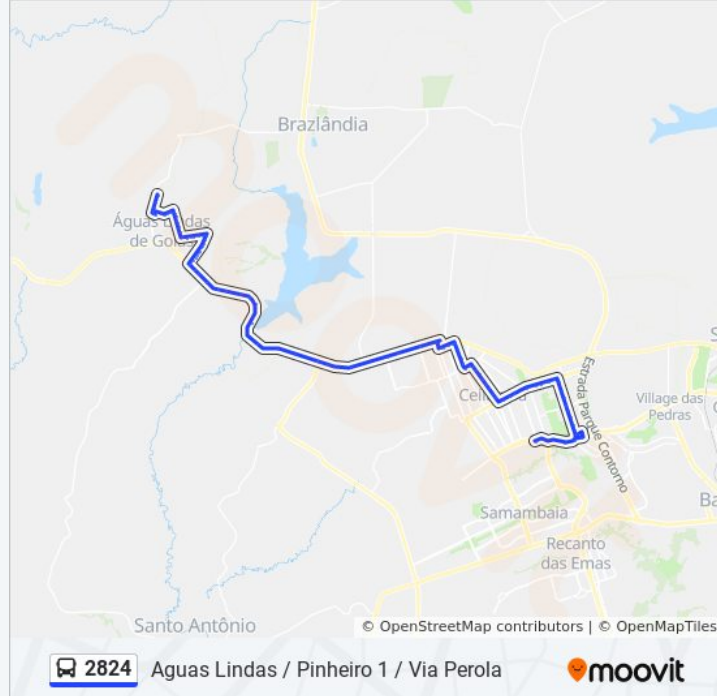 Brazlândia
Águas Lindas
de Goiás
Estrada Parque Contorno
Village das
Pedras
Samambaia
Recanto
das Emas
Santo Antônio
© OpenStreetMap contributors | © OpenMapTiles
2824 Aguas Lindas / Pinheiro 1 / Via Perola
moovit